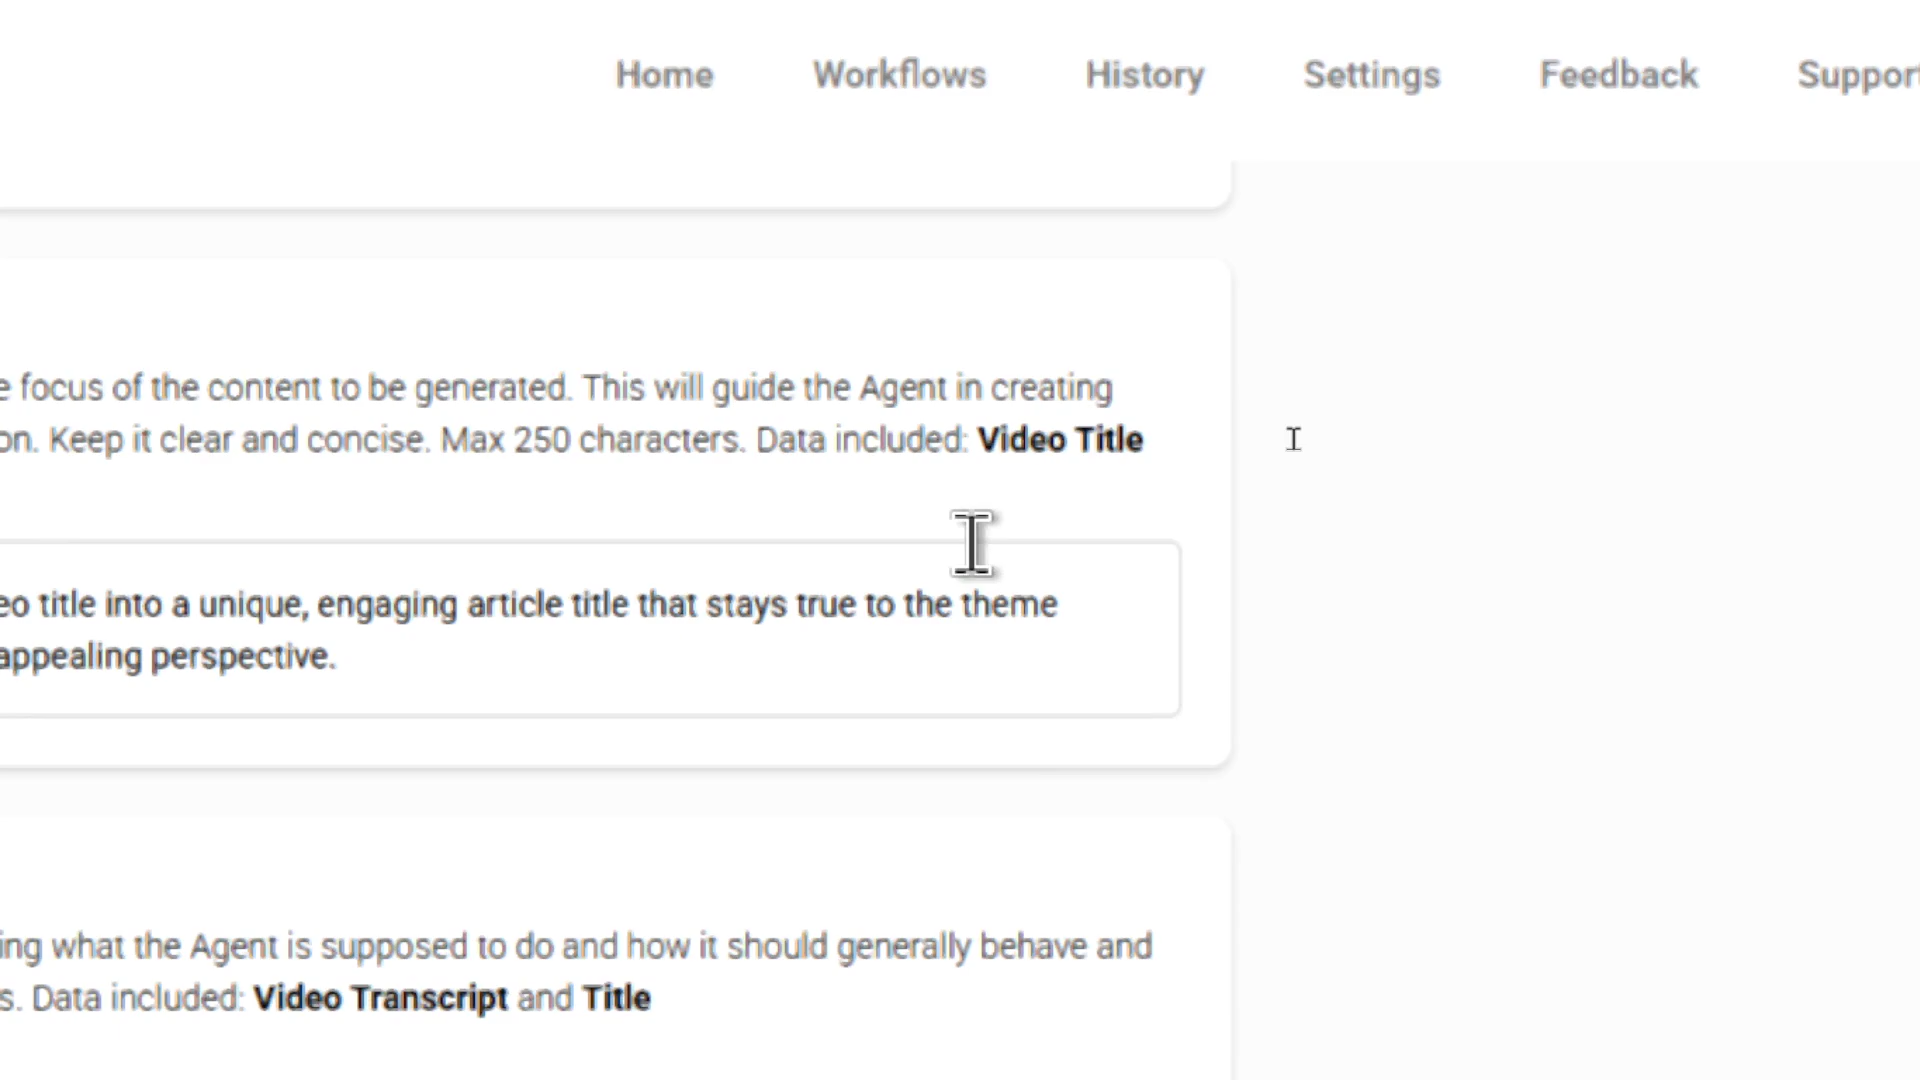 Home Workflows History Settings Feedback Support
e focus of the content to be generated. This will guide the Agent in creating
on. Keep it clear and concise. Max 250 characters. Data included: Video Title
eo title into a unique, engaging article title that stays true to the theme
appealing perspective.
ing what the Agent is supposed to do and how it should generally behave and
s. Data included: Video Transcript and Title